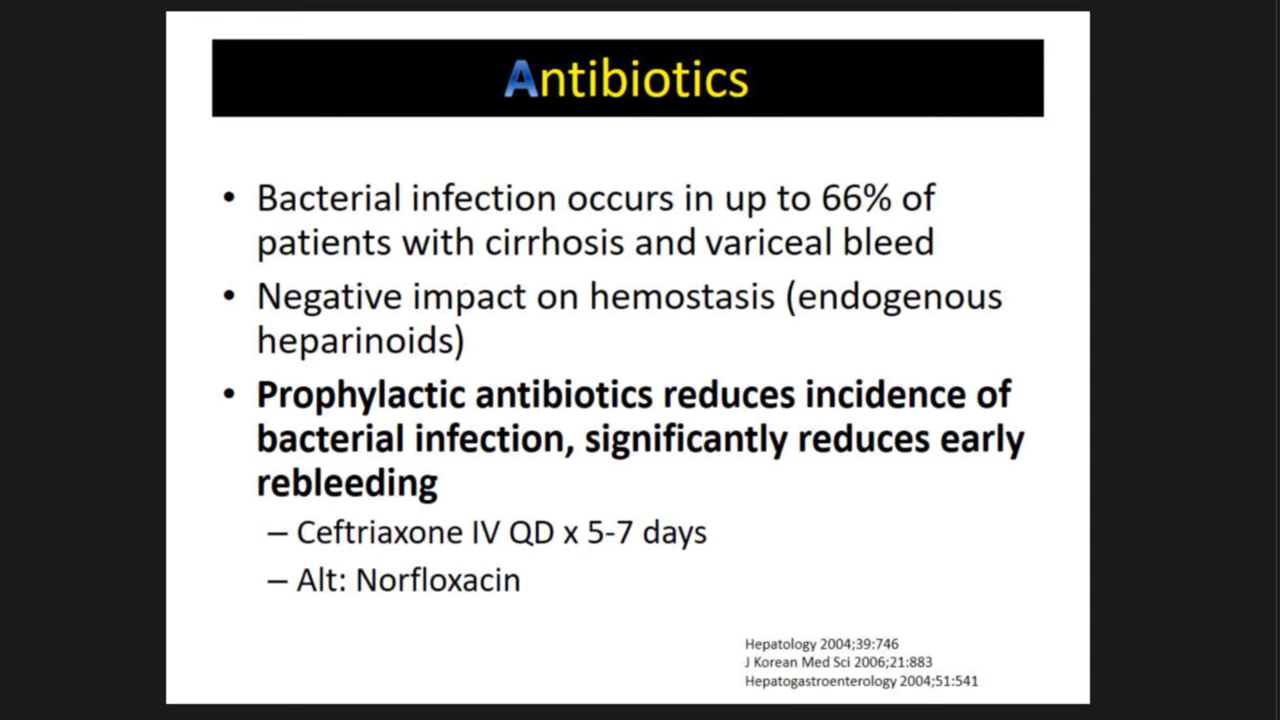 Antibiotics
• Bacterial infection occurs in up to 66% of
patients with cirrhosis and variceal bleed
• Negative impact on hemostasis (endogenous
heparinoids)
• Prophylactic antibiotics reduces incidence of
bacterial infection, significantly reduces early
rebleeding
– Ceftriaxone IV QD x 5-7 days
– Alt: Norfloxacin
Hepatology 2004;39:746
J Korean Med Sci 2006;21:883
Hepatogastroenterology 2004;51:541